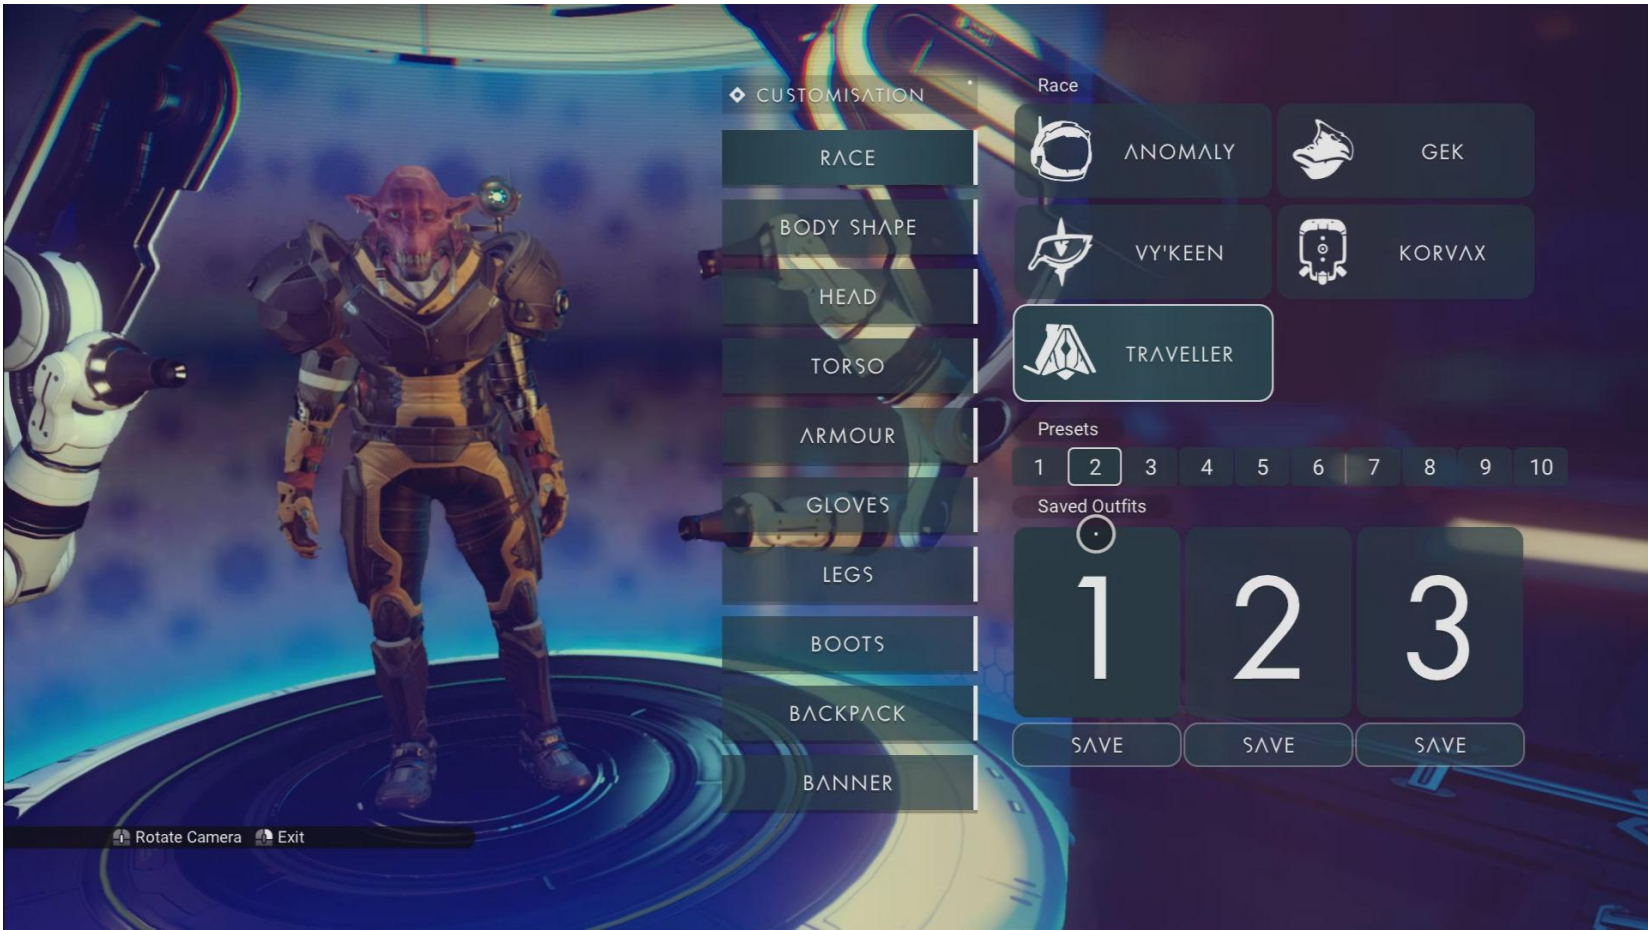 CUSTOMISATION
RACE
BODY SHAPE
HEAD
TORSO
ARMOUR
GLOVES
LEGS
BOOTS
BACKPACK
BANNER
Race
ANOMALY
GEK
VY'KEEN
KORVAX
TRAVELLER
Presets
1 2 3 4 5 6 7 8 9 10
Saved Outfits
1 2 3
SAVE SAVE SAVE
Rotate Camera Exit